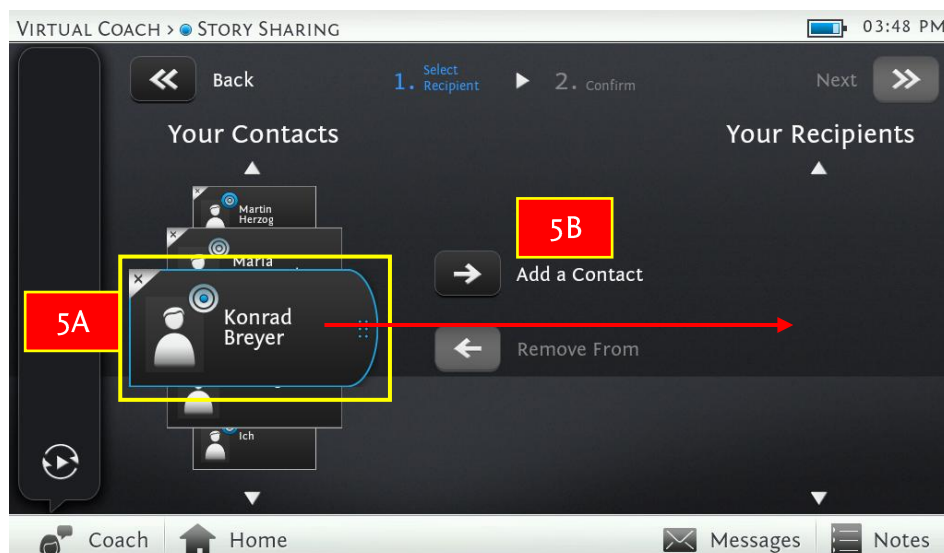 VIRTUAL COACH > STORY SHARING
03:48 PM
Back
1. Select Recipient
2. Confirm
Next
Your Contacts
Your Recipients
Martin
Herzog
Maria
5B
Add a Contact
5A
Konrad
Breyer
Remove From
Ich
Coach
Home
Messages
Notes